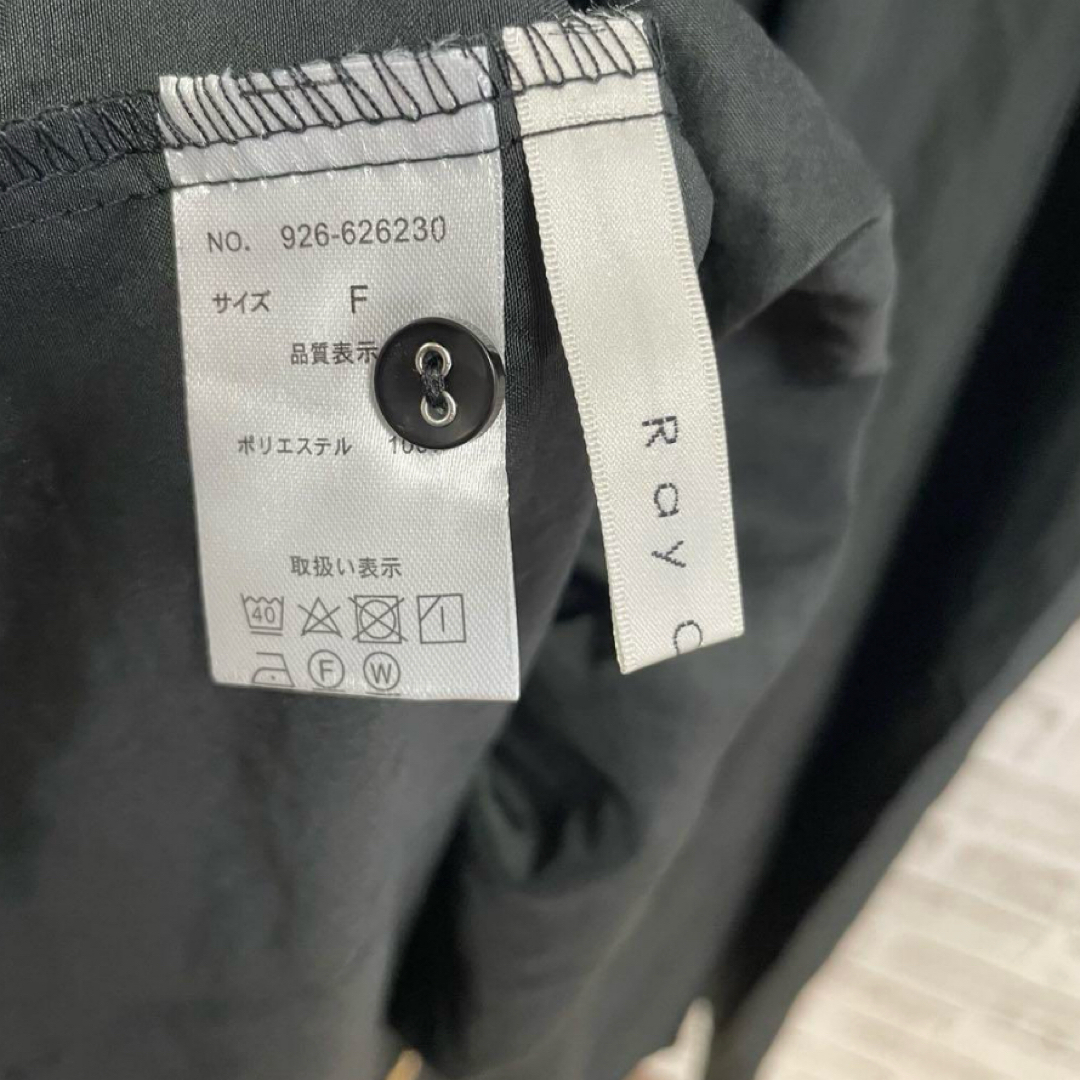 NO. 926-626230
サイズ F
品質表示
ポリエステル
取扱い表示
40
F W
Ray